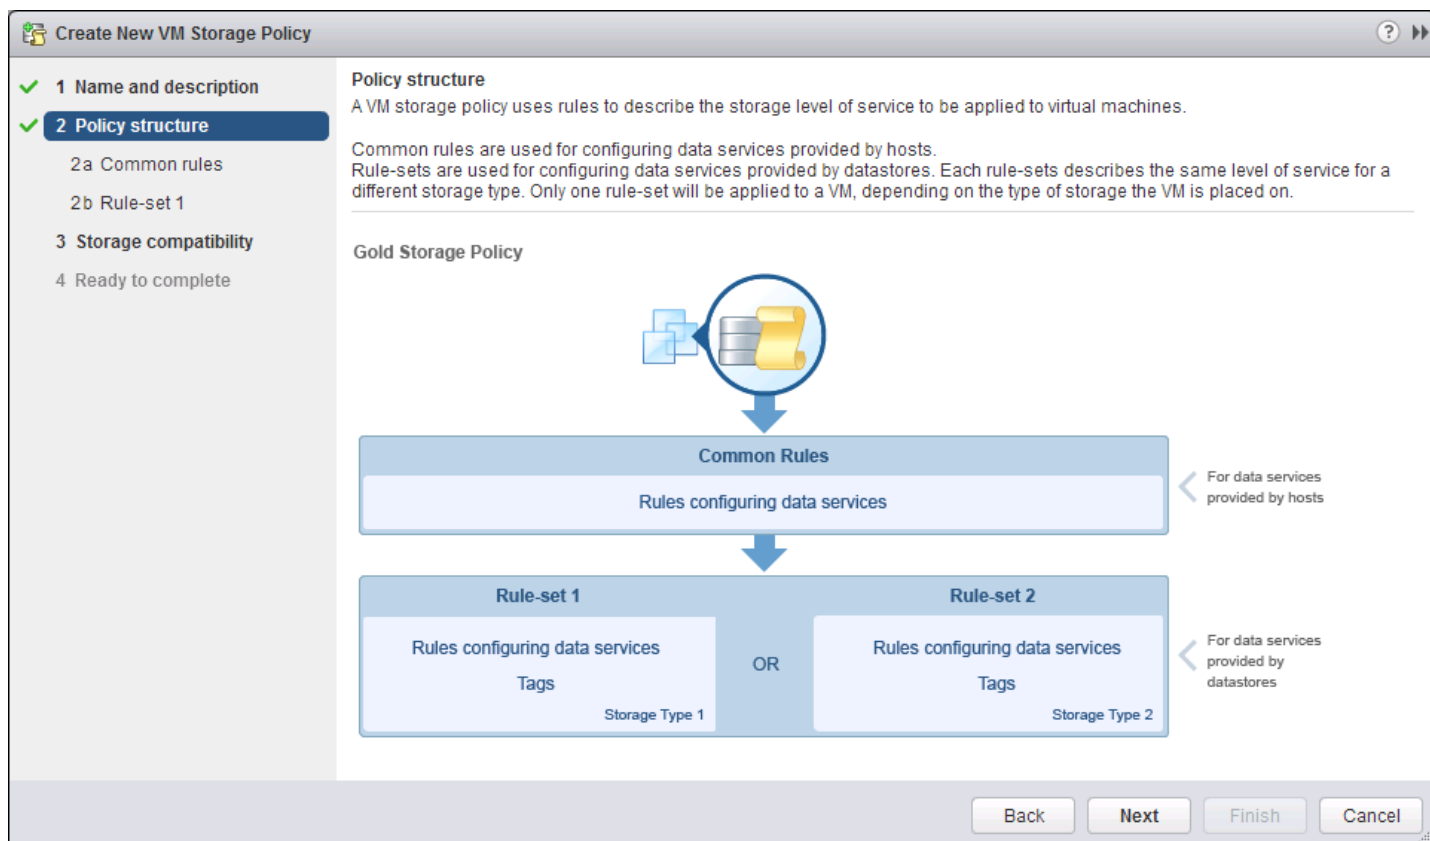 Create New VM Storage Policy
?
1 Name and description
2 Policy structure
2a Common rules
2b Rule-set 1
3 Storage compatibility
4 Ready to complete
Policy structure
A VM storage policy uses rules to describe the storage level of service to be applied to virtual machines.
Common rules are used for configuring data services provided by hosts.
Rule-sets are used for configuring data services provided by datastores. Each rule-sets describes the same level of service for a
different storage type. Only one rule-set will be applied to a VM, depending on the type of storage the VM is placed on.
Gold Storage Policy
Common Rules
Rules configuring data services
For data services
provided by hosts
Rule-set 1
Rules configuring data services
Tags
Storage Type 1
OR
Rule-set 2
Rules configuring data services
Tags
Storage Type 2
For data services
provided by
datastores
Back
Next
Finish
Cancel